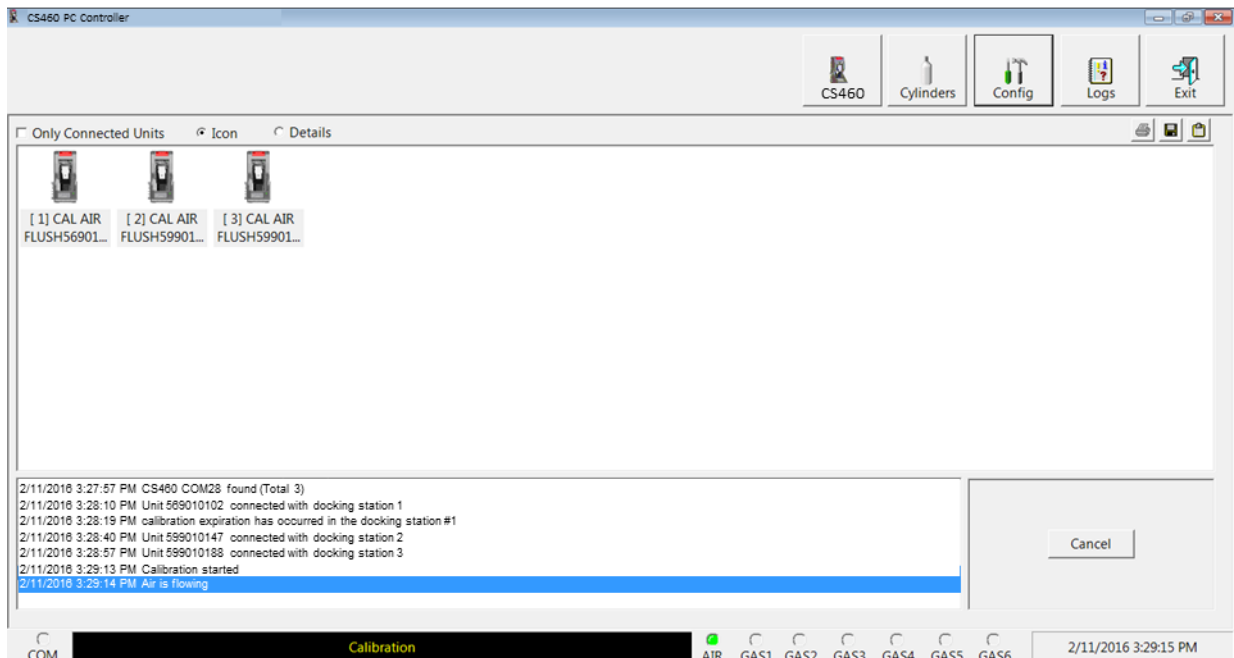 CS460 PC Controller
CS460 Cylinders Config Logs Exit
Only Connected Units Icon Details
[ 1] CAL AIR [ 2] CAL AIR [ 3] CAL AIR
FLUSH56901... FLUSH59901... FLUSH59901...
2/11/2016 3:27:57 PM CS460 COM28 found (Total 3)
2/11/2016 3:28:10 PM Unit 569010102 connected with docking station 1
2/11/2016 3:28:19 PM calibration expiration has occurred in the docking station #1
2/11/2016 3:28:40 PM Unit 599010147 connected with docking station 2
2/11/2016 3:28:57 PM Unit 599010188 connected with docking station 3
2/11/2016 3:29:13 PM Calibration started
2/11/2016 3:29:14 PM Air is flowing
Cancel
COM Calibration AIR GAS1 GAS2 GAS3 GAS4 GAS5 GAS6 2/11/2016 3:29:15 PM